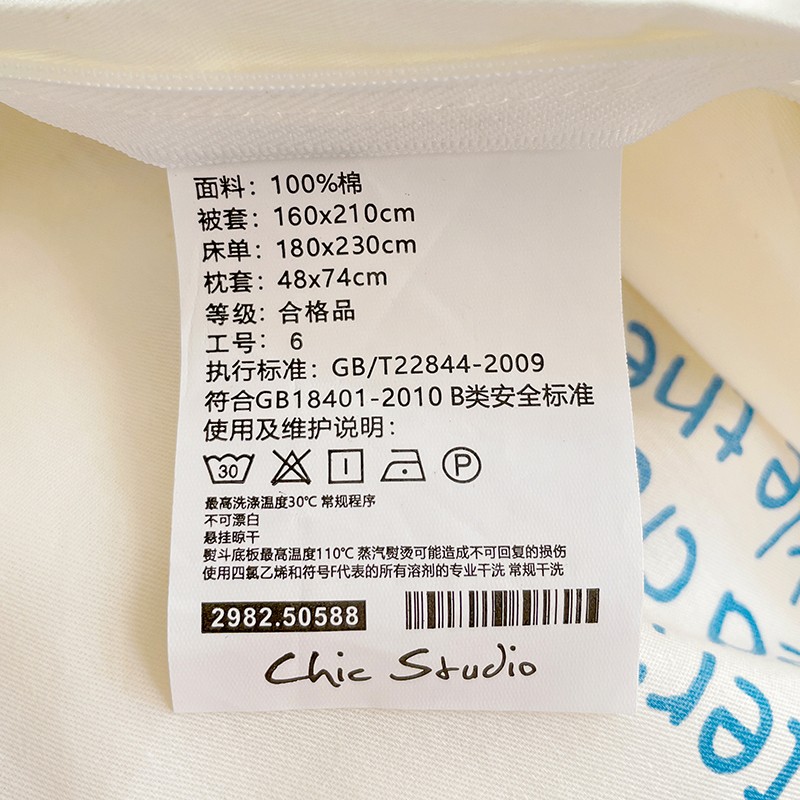 面料：100%棉
被套：160x210cm
床单：180x230cm
枕套：48x74cm
等级：合格品
工号：6
执行标准：GB/T22844-2009
符合GB18401-2010 B类安全标准
使用及维护说明：
30 P
最高洗涤温度30℃ 常规程序
不可漂白
悬挂晾干
熨斗底板最高温度110℃ 蒸汽熨烫可能造成不可回复的损伤
使用四氯乙烯和符号F代表的所有溶剂的专业干洗 常规干洗
2982.50588
Chic Studio
the